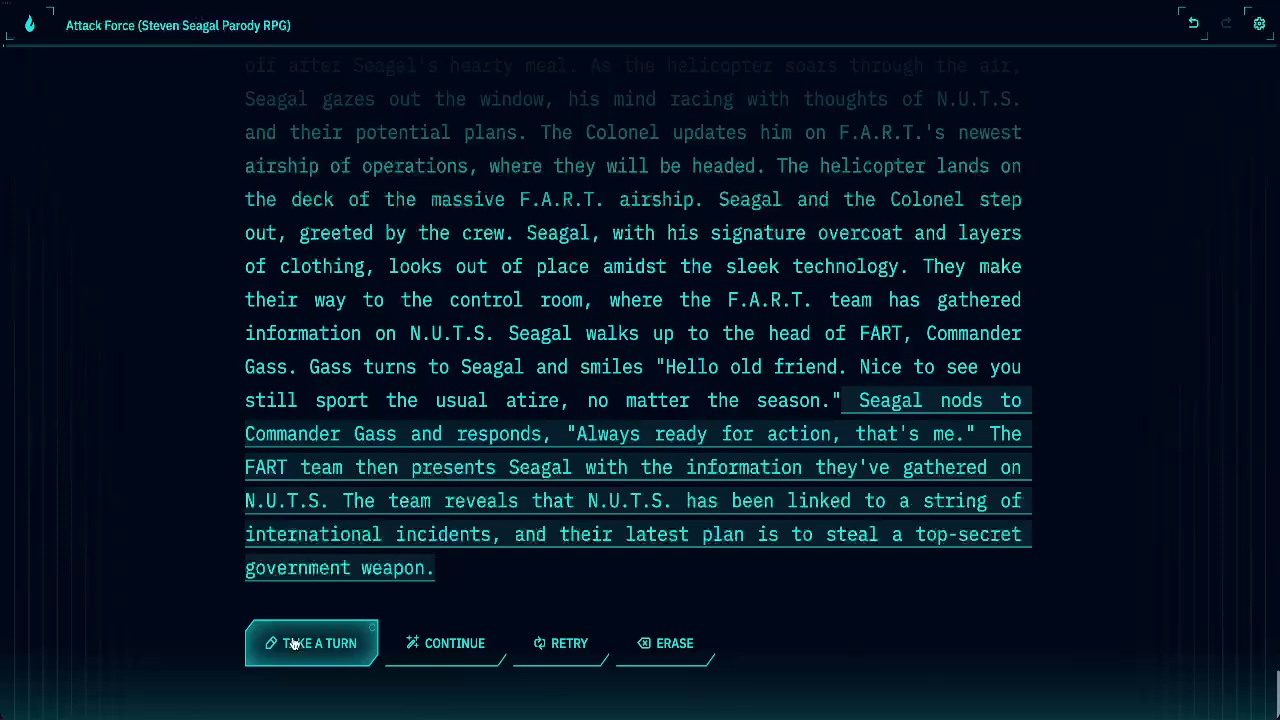 Attack Force (Steven Seagal Parody RPG)
off after Seagal's hearty meal. As the helicopter soars through the air,
Seagal gazes out the window, his mind racing with thoughts of N.U.T.S.
and their potential plans. The Colonel updates him on F.A.R.T.'s newest
airship of operations, where they will be headed. The helicopter lands on
the deck of the massive F.A.R.T. airship. Seagal and the Colonel step
out, greeted by the crew. Seagal, with his signature overcoat and layers
of clothing, looks out of place amidst the sleek technology. They make
their way to the control room, where the F.A.R.T. team has gathered
information on N.U.T.S. Seagal walks up to the head of FART, Commander
Gass. Gass turns to Seagal and smiles "Hello old friend. Nice to see you
still sport the usual atire, no matter the season." Seagal nods to
Commander Gass and responds, "Always ready for action, that's me." The
FART team then presents Seagal with the information they've gathered on
N.U.T.S. The team reveals that N.U.T.S. has been linked to a string of
international incidents, and their latest plan is to steal a top-secret
government weapon.
TAKE A TURN CONTINUE RETRY ERASE